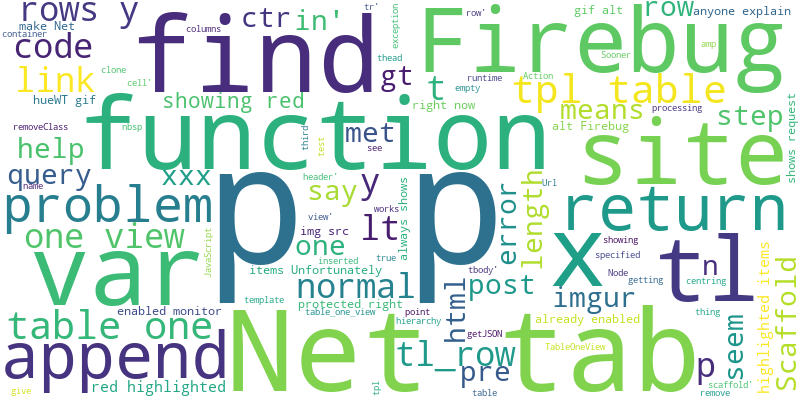 rows y
make Net
container
columns
ctr
in'
tr'
exception
Firebug
gif alt
row
anyone explain
code
find
thead
gt
row'
amp
Sooner
link
clone
cell'
t
runtime
empty
Action
tpl table
hueWT gif
showing red
right now
means
processing
step
shows request
removeClass
nbsp
function
third
test
met
see
alt Firebug
site
help
query
name
xxx
header'
say
y
always shows
works
error
length
Url
return
problem
p p
view'
img src
lt
one view
JavaScript
one
true
inserted
x
showing
specified
tl
n
var
items Unfortunately
normal
post
tbody'
Node
getting
centring
highlighted items
Scaffold
template
protected right
html
imgur
thing
enabled monitor
table_one_view
point
hierarchy
already enabled
table one
Net tab
getJSON
seem
append
tl_row
TableOneView
pre
p
scaffold'
remove
red highlighted
give
tpl
table